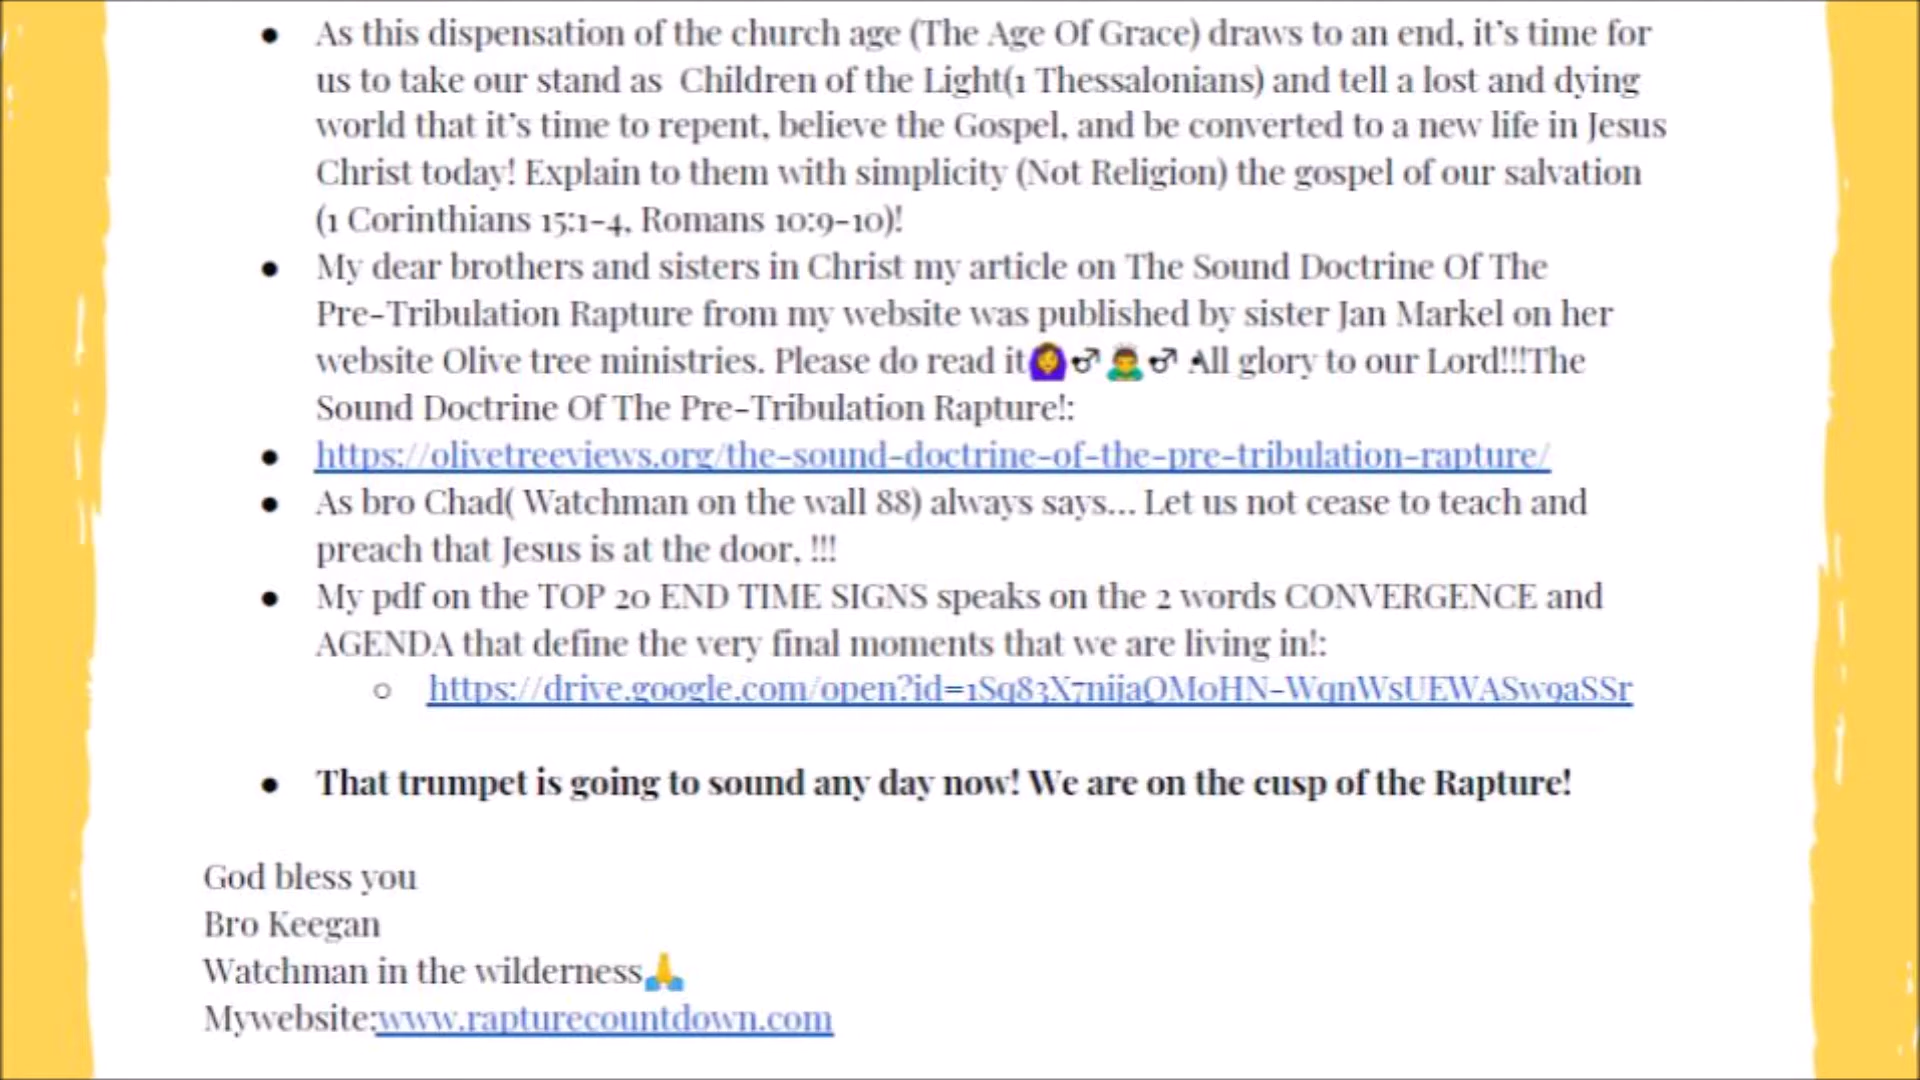 ● As this dispensation of the church age (The Age Of Grace) draws to an end, it's time for
us to take our stand as  Children of the Light(1 Thessalonians) and tell a lost and dying
world that it's time to repent, believe the Gospel, and be converted to a new life in Jesus
Christ today! Explain to them with simplicity (Not Religion) the gospel of our salvation
(1 Corinthians 15:1-4, Romans 10:9-10)!
● My dear brothers and sisters in Christ my article on The Sound Doctrine Of The
Pre-Tribulation Rapture from my website was published by sister Jan Markel on her
website Olive tree ministries. Please do read it🙆♂🙇♂ All glory to our Lord!!!The
Sound Doctrine Of The Pre-Tribulation Rapture!:
● https://olivetreeviews.org/the-sound-doctrine-of-the-pre-tribulation-rapture/
● As bro Chad( Watchman on the wall 88) always says... Let us not cease to teach and
preach that Jesus is at the door, !!!
● My pdf on the TOP 20 END TIME SIGNS speaks on the 2 words CONVERGENCE and
AGENDA that define the very final moments that we are living in!:
○ https://drive.google.com/open?id=1Sq83X7nijaOM0HN-WqnWsUEWASw9aSSr
● That trumpet is going to sound any day now! We are on the cusp of the Rapture!
God bless you
Bro Keegan
Watchman in the wilderness🙏
Mywebsite:www.rapturecountdown.com